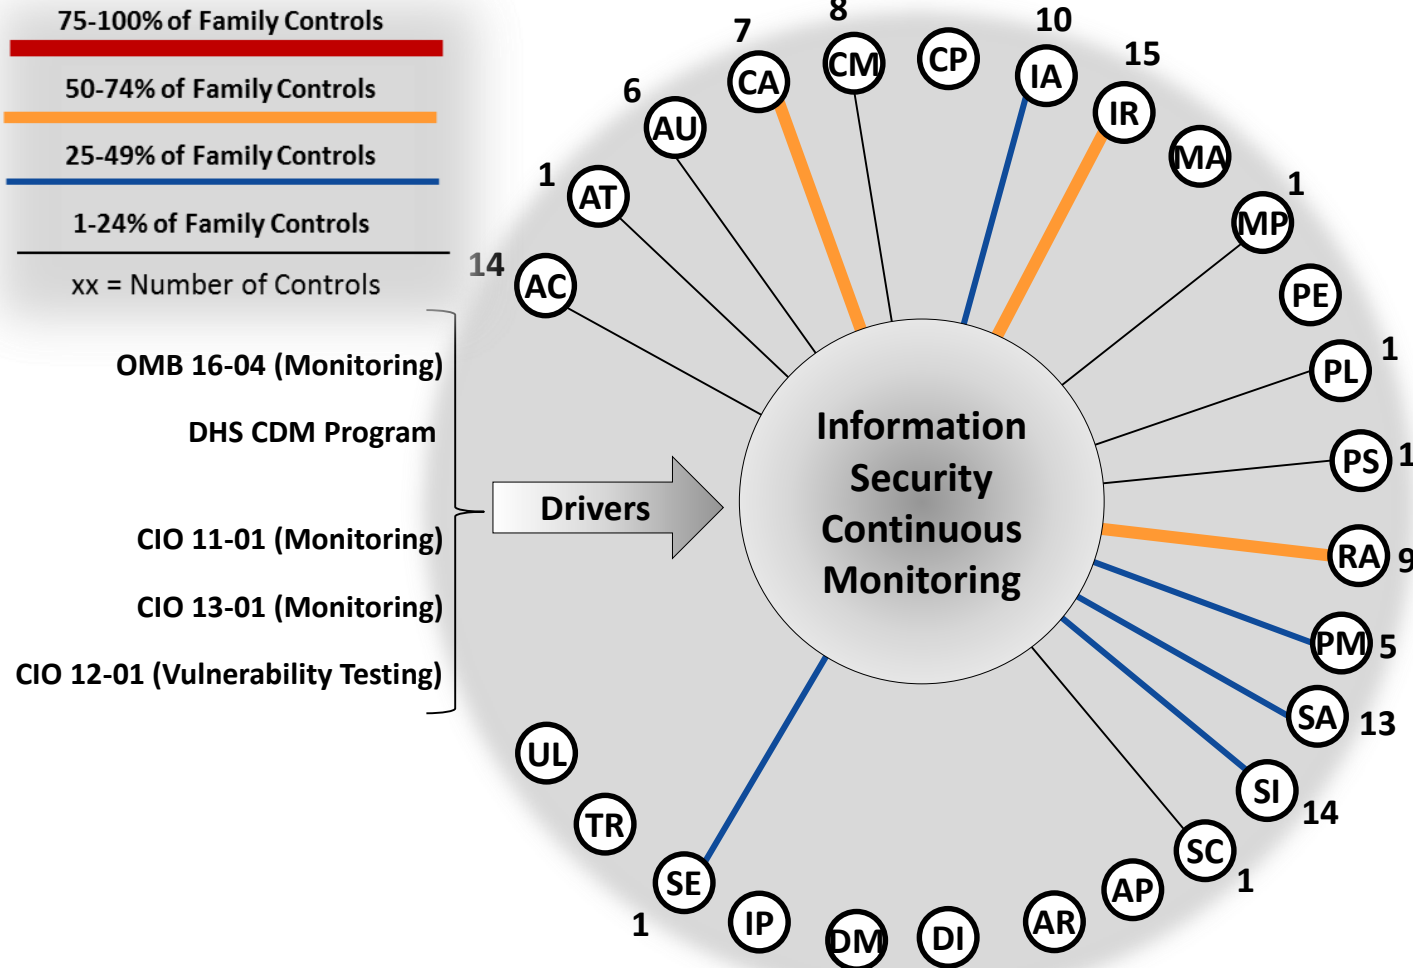 75-100% of Family Controls
50-74% of Family Controls
25-49% of Family Controls
1-24% of Family Controls
xx = Number of Controls
OMB 16-04 (Monitoring)
DHS CDM Program
CIO 11-01 (Monitoring)
CIO 13-01 (Monitoring)
CIO 12-01 (Vulnerability Testing)
Drivers
Information
Security
Continuous
Monitoring
14
AC
1
AT
6
AU
7
CA
8
CM
CP
10
IA
15
IR
MA
1
MP
PE
1
PL
PS 1
RA 9
PM 5
SA 13
SI
14
SC
1
AP
AR
DI
DM
IP
SE
1
TR
UL